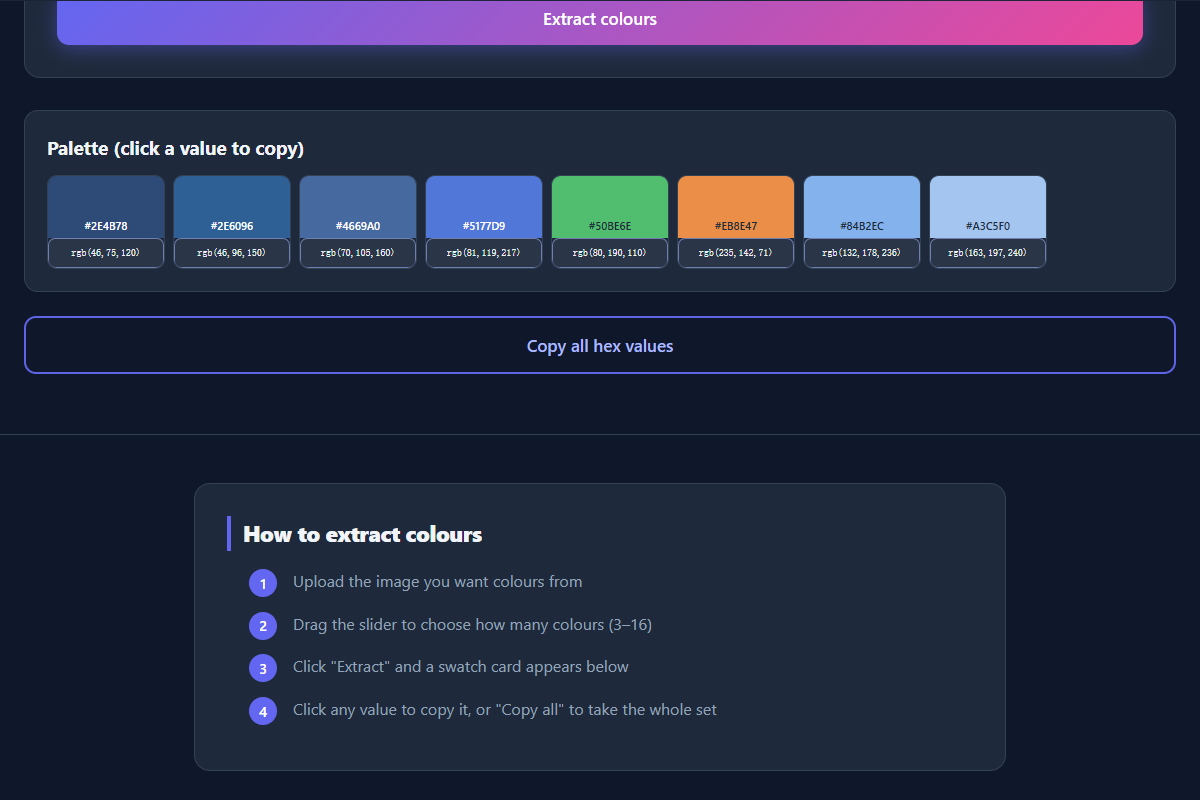 Extract colours
Palette (click a value to copy)
#2E4B78
#2E6096
#4669A0
#5177D9
#50BE6E
#EB8E47
#84B2EC
#A3C5F0
rgb(46, 75, 120)
rgb(46, 96, 150)
rgb(70, 105, 160)
rgb(81, 119, 217)
rgb(80, 190, 110)
rgb(235, 142, 71)
rgb(132, 178, 236)
rgb(163, 197, 240)
Copy all hex values
How to extract colours
1 Upload the image you want colours from
2 Drag the slider to choose how many colours (3–16)
3 Click "Extract" and a swatch card appears below
4 Click any value to copy it, or "Copy all" to take the whole set